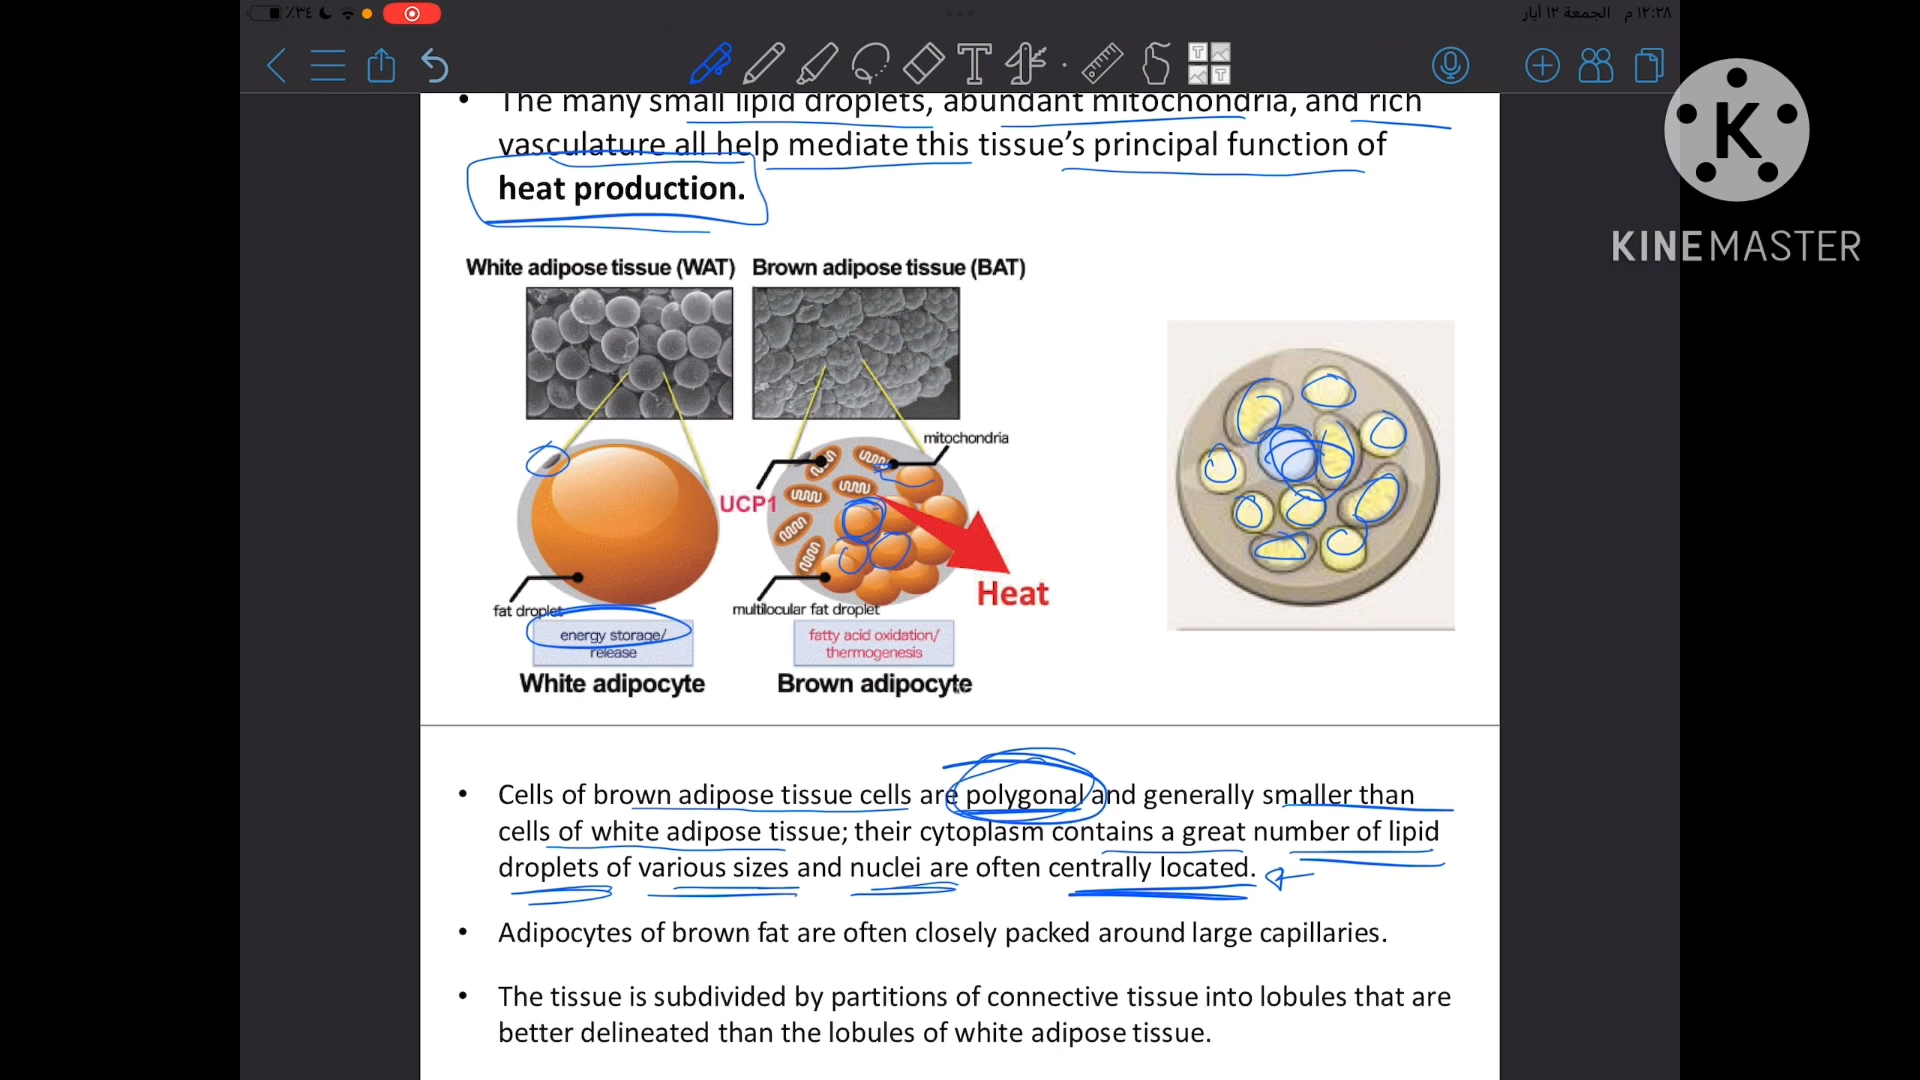 ٪٣٤
١٢:٢٨ م الجمعة ١٢ أيار
K
KINEMASTER
• The many small lipid droplets, abundant mitochondria, and rich
vasculature all help mediate this tissue’s principal function of
heat production.
White adipose tissue (WAT) Brown adipose tissue (BAT)
mitochondria
UCP1
Heat
fat droplet
multilocular fat droplet
energy storage/
release
fatty acid oxidation/
thermogenesis
White adipocyte
Brown adipocyte
• Cells of brown adipose tissue cells are polygonal and generally smaller than
cells of white adipose tissue; their cytoplasm contains a great number of lipid
droplets of various sizes and nuclei are often centrally located.
• Adipocytes of brown fat are often closely packed around large capillaries.
• The tissue is subdivided by partitions of connective tissue into lobules that are
better delineated than the lobules of white adipose tissue.